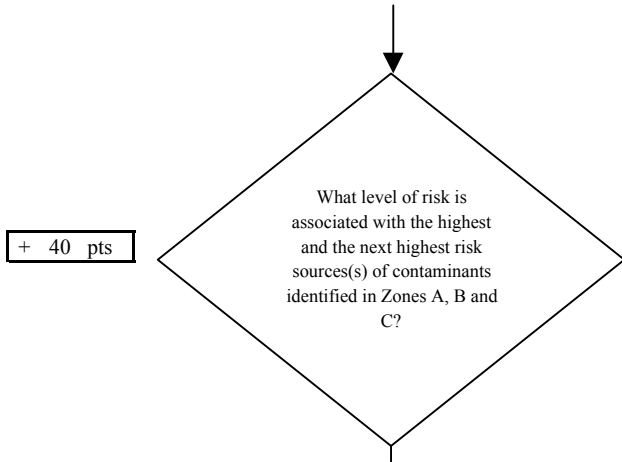 What level of risk is
associated with the highest
and the next highest risk
sources(s) of contaminants
identified in Zones A, B and
C?
+ 40 pts